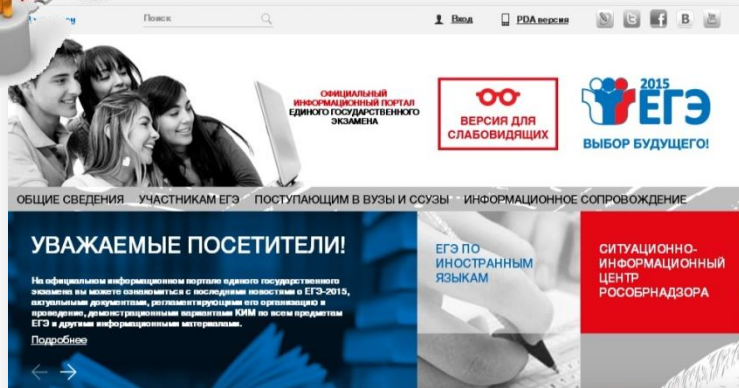 Поиск
Вход
PDA версия
ОФИЦИАЛЬНЫЙ
ИНФОРМАЦИОННЫЙ ПОРТАЛ
ЕДИНОГО ГОСУДАРСТВЕННОГО
ЭКЗАМЕНА
ВЕРСИЯ ДЛЯ
СЛАБОВИДЯЩИХ
2015
ЕГЭ
ВЫБОР БУДУЩЕГО!
ОБЩИЕ СВЕДЕНИЯ УЧАСТНИКАМ ЕГЭ ПОСТУПАЮЩИМ В ВУЗЫ И ССУЗЫ ИНФОРМАЦИОННОЕ СОПРОВОЖДЕНИЕ
УВАЖАЕМЫЕ ПОСЕТИТЕЛИ!
На официальном информационном портале единого государственного
экзамена вы можете ознакомиться с последними новостями о ЕГЭ-2015,
актуальными документами, регламентирующими его организацию и
проведение, демонстрационными вариантами КИМ по всем предметам
ЕГЭ и другими информационными материалами.
Подробнее
ЕГЭ ПО
ИНОСТРАННЫМ
ЯЗЫКАМ
СИТУАЦИОННО-
ИНФОРМАЦИОННЫЙ
ЦЕНТР
РОСОБРНАДЗОРА